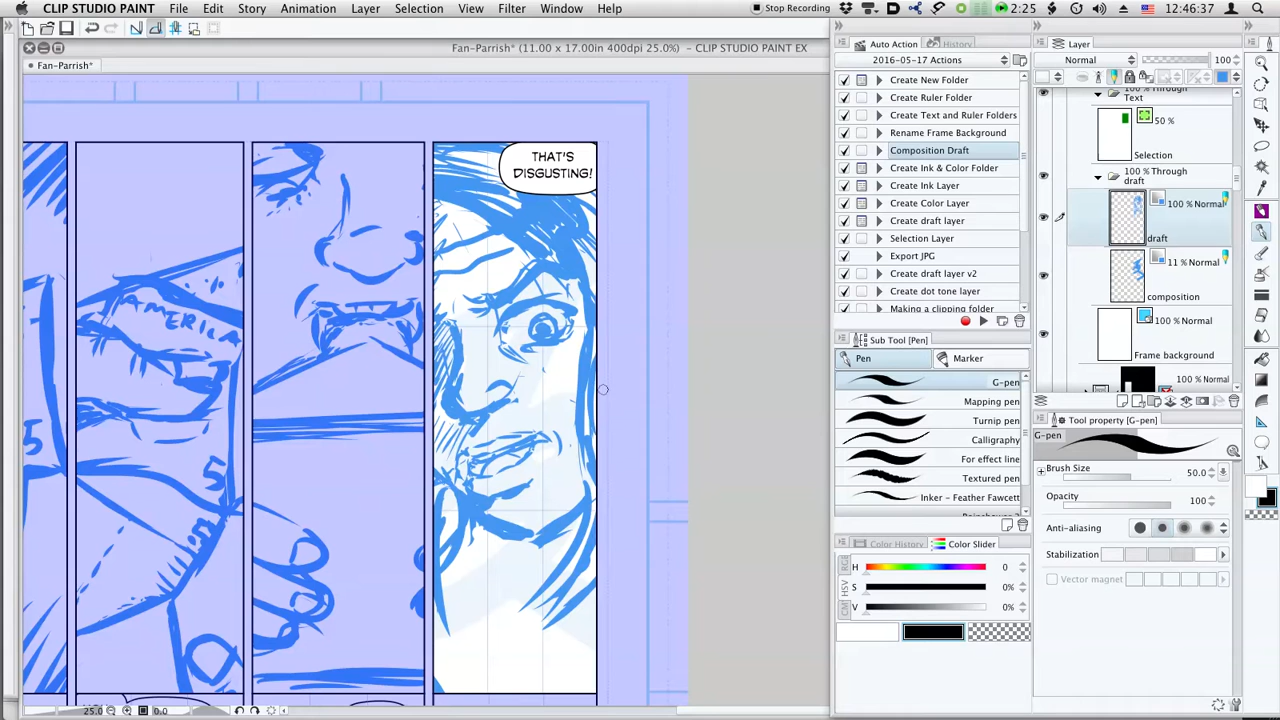 CLIP STUDIO PAINT File Edit Story Animation Layer Selection View Filter Window Help Stop Recording 2:25 12:46:37
Fan-Parrish* (11.00 x 17.00in 400dpi 25.0%) - CLIP STUDIO PAINT EX
Fan-Parrish*
THAT'S
DISGUSTING!
AMERICA
5
25.0 0.0
Auto Action History
2016-05-17 Actions
Create New Folder
Create Ruler Folder
Create Text and Ruler Folders
Rename Frame Background
Composition Draft
Create Ink & Color Folder
Create Ink Layer
Create Color Layer
Create draft layer
Selection Layer
Export JPG
Create draft layer v2
Create dot tone layer
Making a clipping folder
Sub Tool [Pen]
Pen Marker
G-pen
Mapping pen
Turnip pen
Calligraphy
For effect line
Textured pen
Inker - Feather Fawcett
Color History Color Slider
RGB
HSV
CM
H 0
S 0%
V 0%
Layer
Normal 100
100 % Through
Text
50 %
Selection
100 % Through
draft
100 % Normal
draft
11 % Normal
composition
100 % Normal
Frame background
100 % Normal
Tool property [G-pen]
G-pen
Brush Size 50.0
Opacity 100
Anti-aliasing
Stabilization
Vector magnet